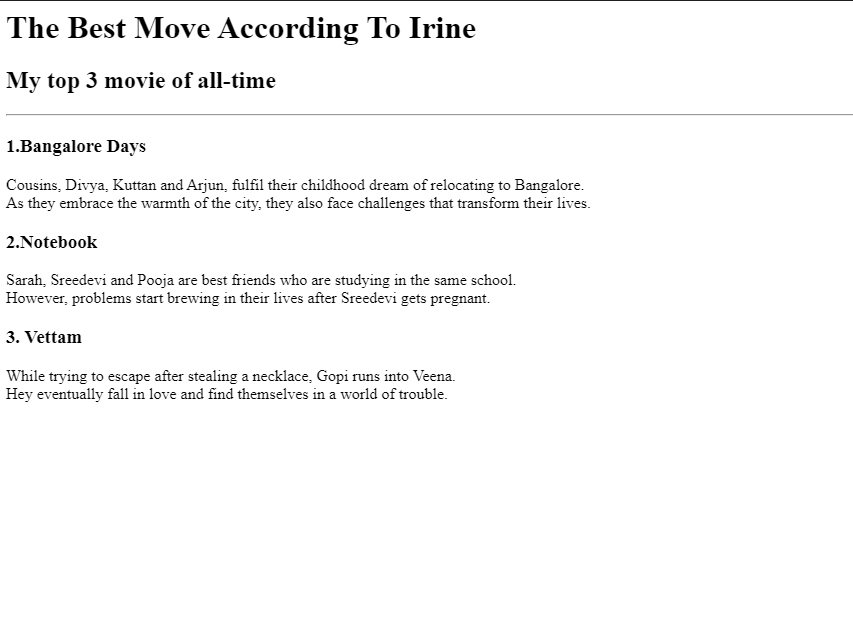 The Best Move According To Irine
My top 3 movie of all-time
1.Bangalore Days
Cousins, Divya, Kuttan and Arjun, fulfil their childhood dream of relocating to Bangalore.
As they embrace the warmth of the city, they also face challenges that transform their lives.
2.Notebook
Sarah, Sreedevi and Pooja are best friends who are studying in the same school.
However, problems start brewing in their lives after Sreedevi gets pregnant.
3. Vettam
While trying to escape after stealing a necklace, Gopi runs into Veena.
Hey eventually fall in love and find themselves in a world of trouble.